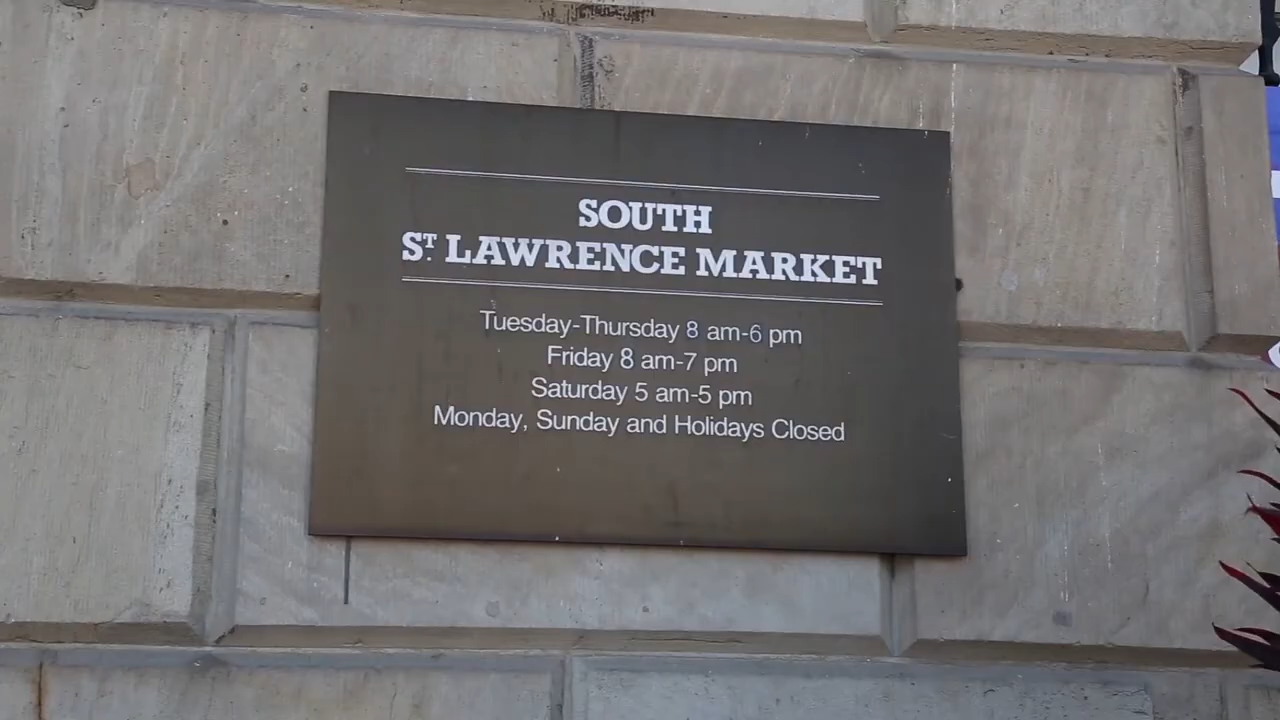 SOUTH
ST. LAWRENCE MARKET
Tuesday-Thursday 8 am-6 pm
Friday 8 am-7 pm
Saturday 5 am-5 pm
Monday, Sunday and Holidays Closed